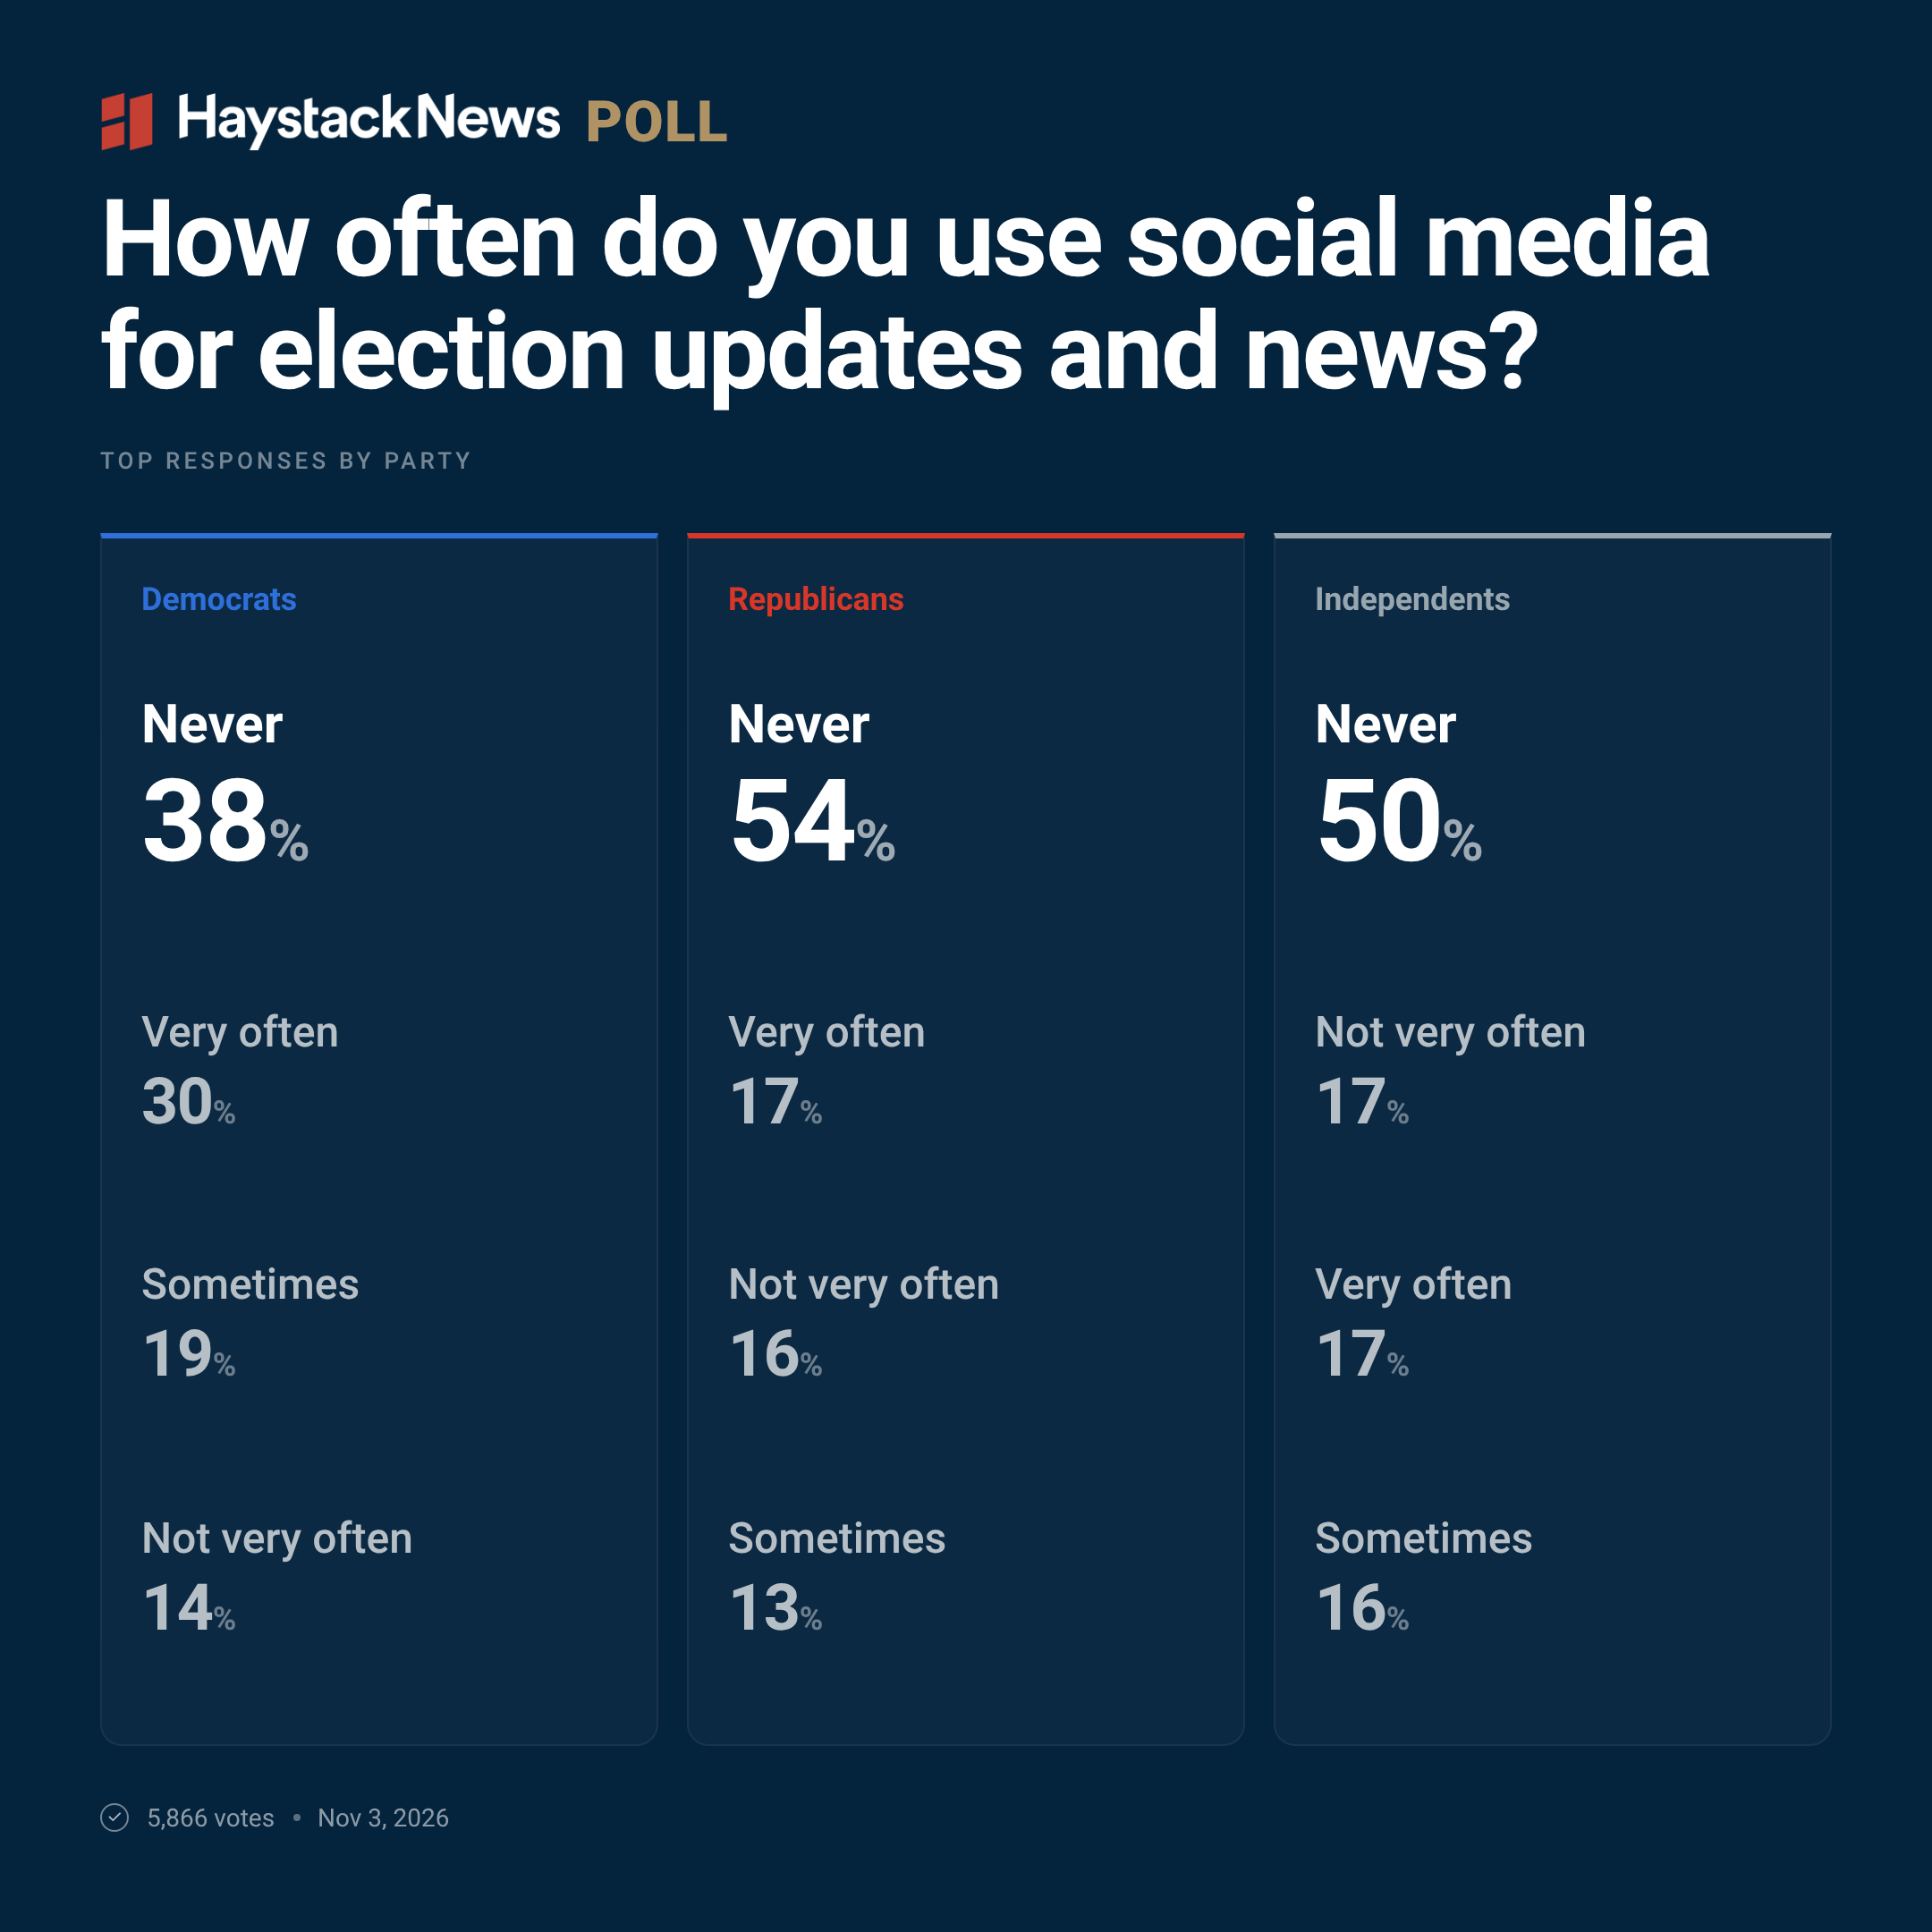 HaystackNews POLL
How often do you use social media
for election updates and news?
TOP RESPONSES BY PARTY
Democrats
Never
38%
Very often
30%
Sometimes
19%
Not very often
14%
Republicans
Never
54%
Very often
17%
Not very often
16%
Sometimes
13%
Independents
Never
50%
Not very often
17%
Very often
17%
Sometimes
16%
5,866 votes • Nov 3, 2026